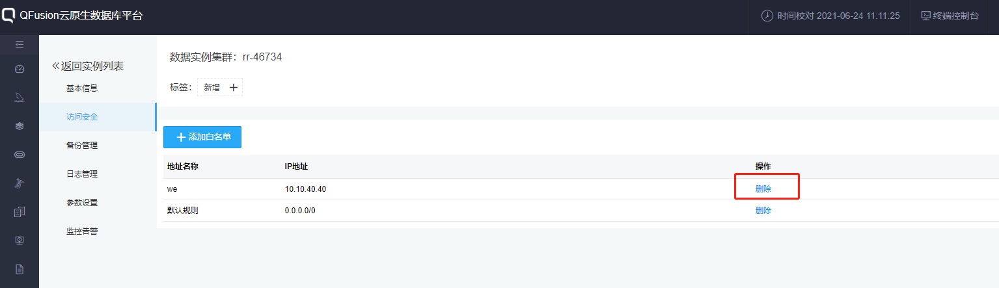 QFusion云原生数据库平台
时间校对 2021-06-24 11:11:25
终端控制台
返回实例列表
基本信息
访问安全
备份管理
日志管理
参数设置
监控告警
数据实例集群：rr-46734
标签：
新增
添加白名单
地址名称 IP地址 操作
we 10.10.40.40 删除
默认规则 0.0.0.0/0 删除